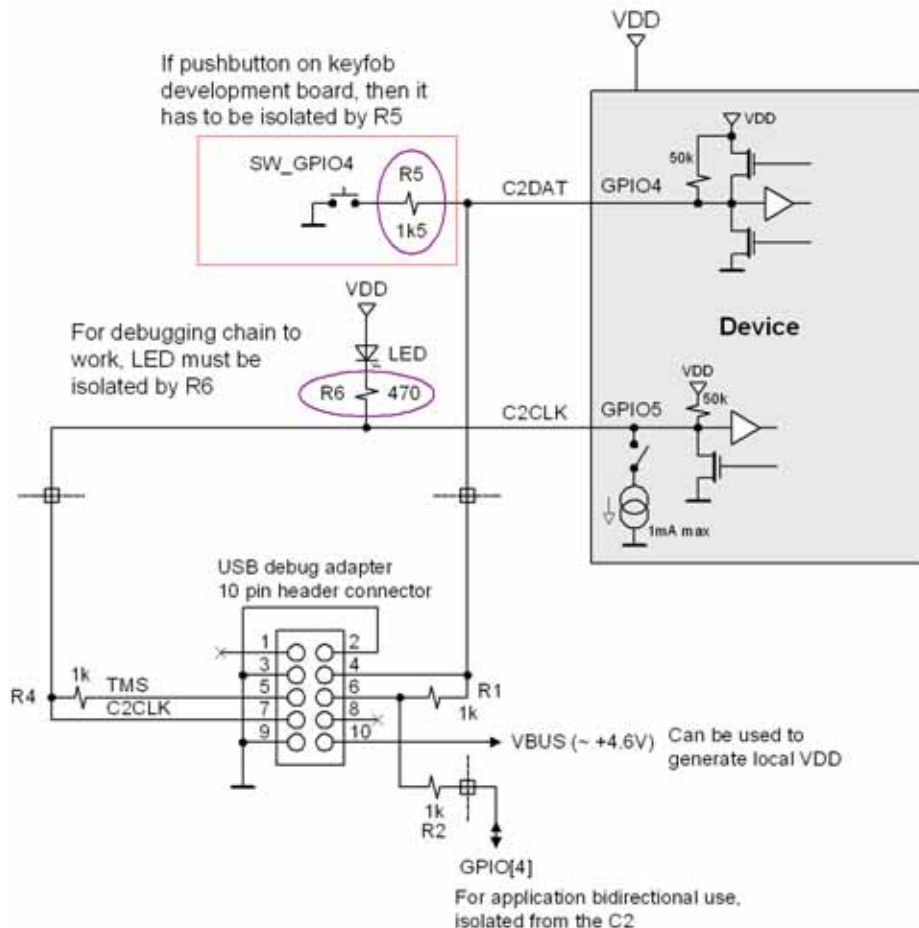 VDD
If pushbutton on keyfob
development board, then it
has to be isolated by R5
SW_GPIO4
R5
1k5
C2DAT
GPIO4
VDD
50k
VDD
For debugging chain to
work, LED must be
isolated by R6
LED
R6 470
Device
C2CLK
GPIO5
VDD
50k
1mA max
USB debug adapter
10 pin header connector
1 2
3 4
5 6
7 8
9 10
R4
1k
TMS
C2CLK
R1
1k
VBUS (~ +4.6V)
Can be used to
generate local VDD
1k
R2
GPIO[4]
For application bidirectional use,
isolated from the C2